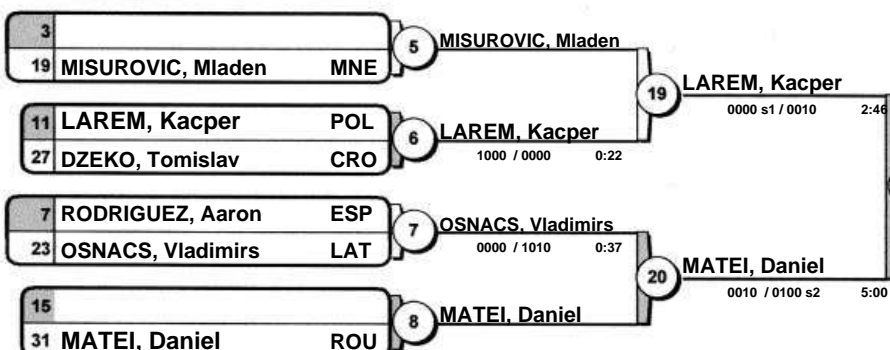 3
19 MISUROVIC, Mladen MNE
5
MISUROVIC, Mladen
11 LAREM, Kacper POL
27 DZEKO, Tomislav CRO
6
LAREM, Kacper
1000 / 0000 0:22
19
LAREM, Kacper
0000 s1 / 0010 2:46
7 RODRIGUEZ, Aaron ESP
23 OSNACS, Vladimirs LAT
7
OSNACS, Vladimirs
0000 / 1010 0:37
15
31 MATEI, Daniel ROU
8
MATEI, Daniel
20
MATEI, Daniel
0010 / 0100 s2 5:00